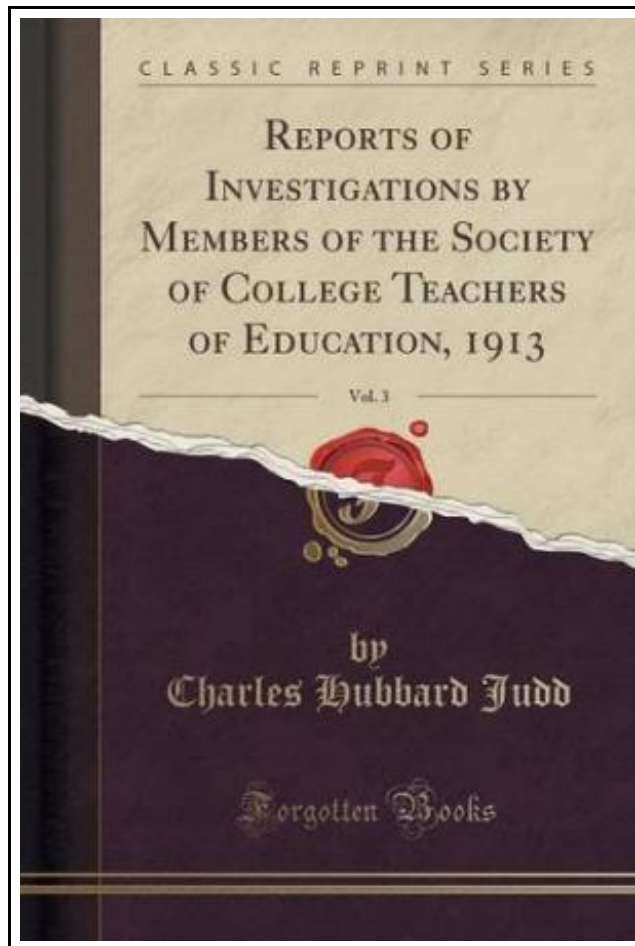 CLASSIC REPRINT SERIES
REPORTS OF
INVESTIGATIONS BY
MEMBERS OF THE SOCIETY
OF COLLEGE TEACHERS
OF EDUCATION, 1913
Vol. 3
by
Charles Hubbard Judd
Forgotten Books